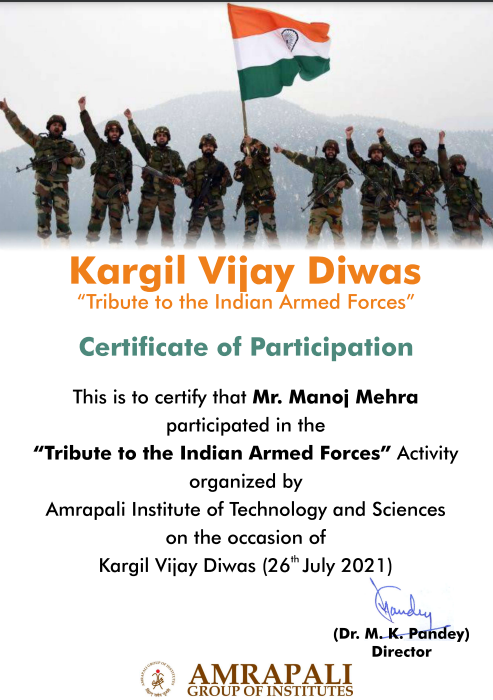 Kargil Vijay Diwas
“Tribute to the Indian Armed Forces”
Certificate of Participation
This is to certify that Mr. Manoj Mehra
participated in the
“Tribute to the Indian Armed Forces” Activity
organized by
Amrapali Institute of Technology and Sciences
on the occasion of
Kargil Vijay Diwas (26th July 2021)
Pandey
(Dr. M. K. Pandey)
Director
AMRAPALI
GROUP OF INSTITUTES